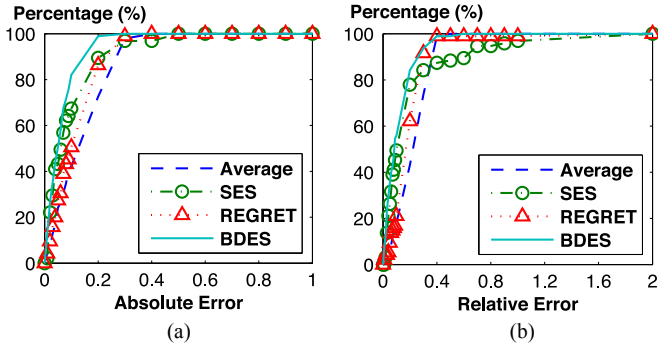 Percentage (%)
100
80
60
40
20
0
0
0.2
0.4
0.6
0.8
1
Absolute Error
Average
SES
REGRET
BDES
(a)
Percentage (%)
100
80
60
40
20
0
0
0.4
0.8
1.2
1.6
2
Relative Error
Average
SES
REGRET
BDES
(b)